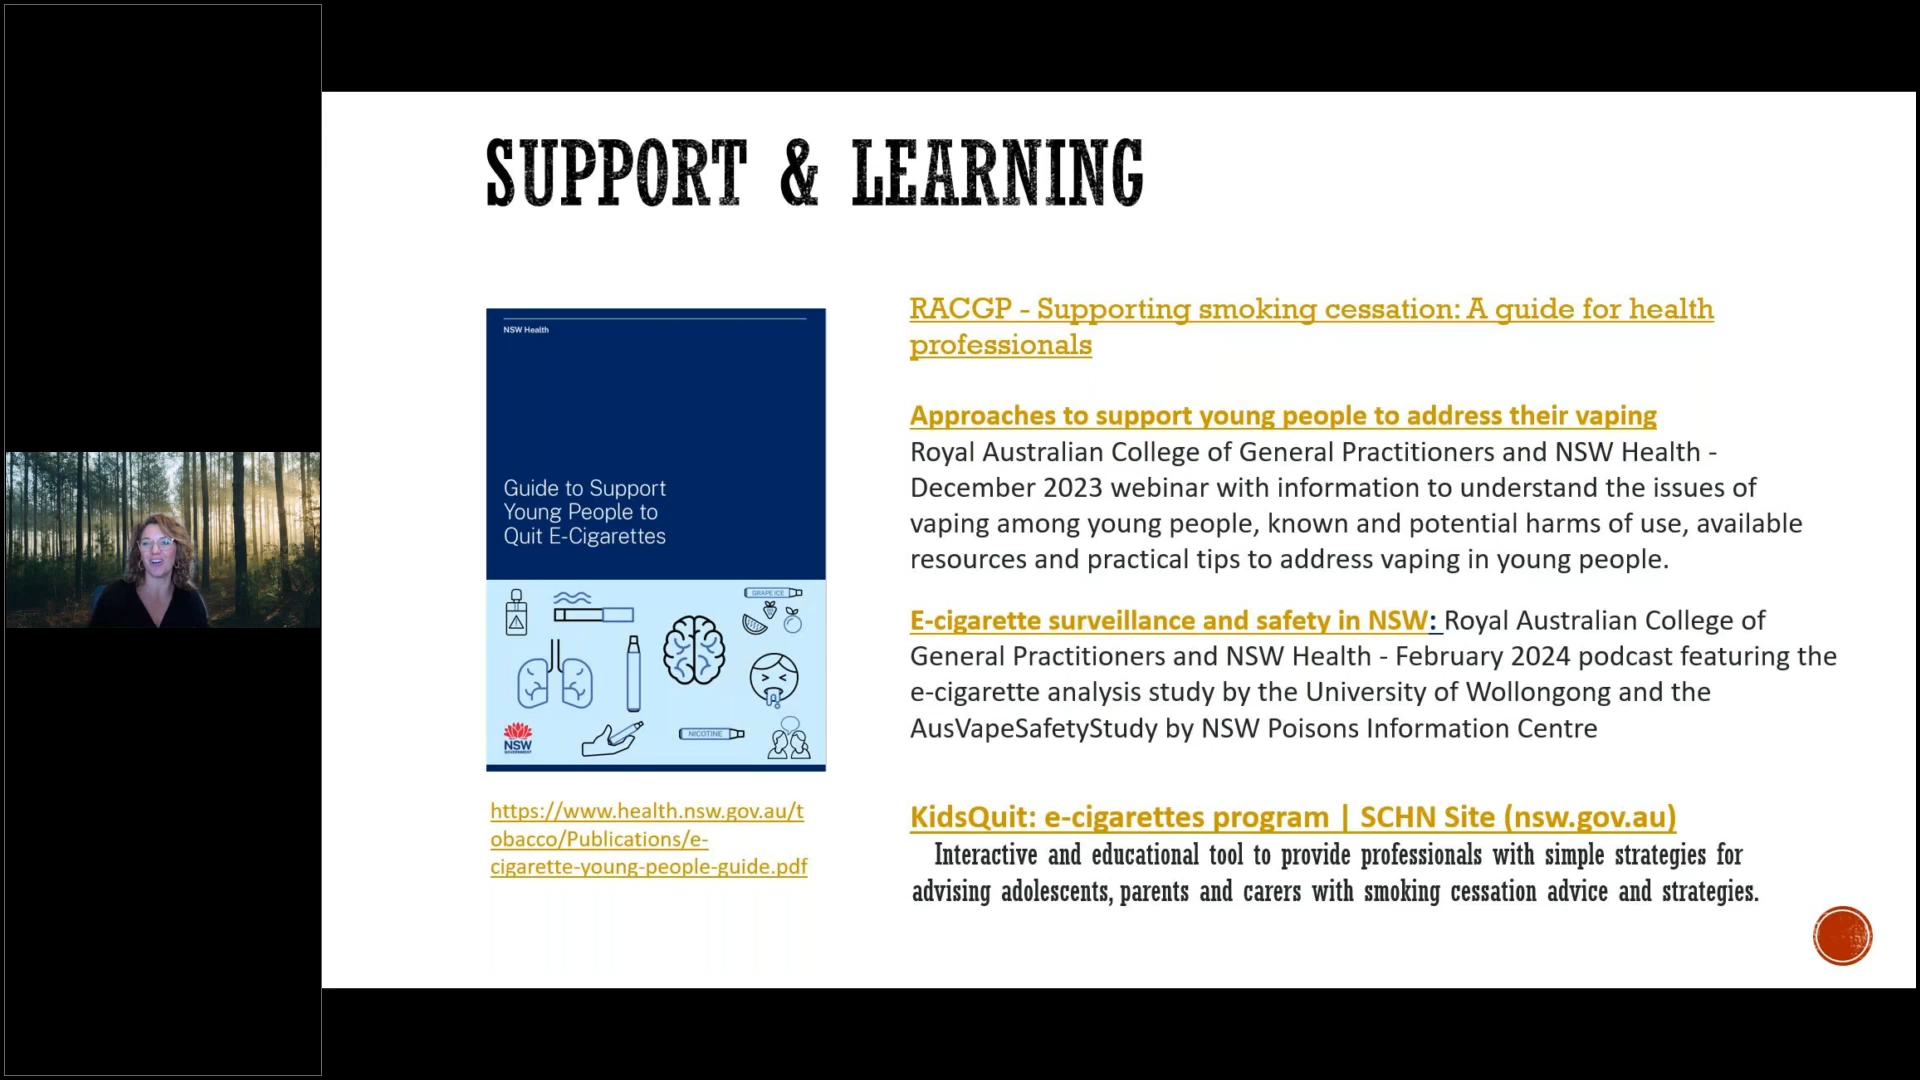 SUPPORT & LEARNING
NSW Health
Guide to Support
Young People to
Quit E-Cigarettes
GRAPE ICE
NICOTINE
NSW
GOVERNMENT
https://www.health.nsw.gov.au/t
obacco/Publications/e-
cigarette-young-people-guide.pdf
RACGP - Supporting smoking cessation: A guide for health
professionals
Approaches to support young people to address their vaping
Royal Australian College of General Practitioners and NSW Health -
December 2023 webinar with information to understand the issues of
vaping among young people, known and potential harms of use, available
resources and practical tips to address vaping in young people.
E-cigarette surveillance and safety in NSW: Royal Australian College of
General Practitioners and NSW Health - February 2024 podcast featuring the
e-cigarette analysis study by the University of Wollongong and the
AusVapeSafetyStudy by NSW Poisons Information Centre
KidsQuit: e-cigarettes program | SCHN Site (nsw.gov.au)
Interactive and educational tool to provide professionals with simple strategies for
advising adolescents, parents and carers with smoking cessation advice and strategies.